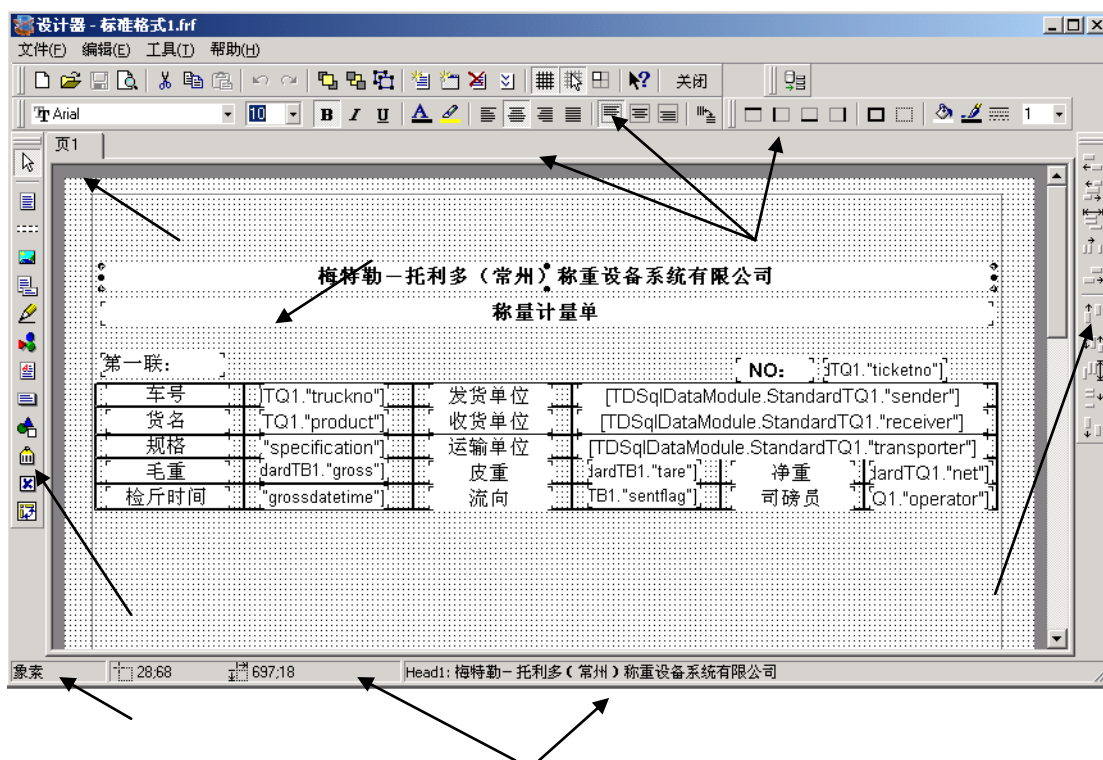 设计器 - 标准格式1.frf
文件(F) 编辑(E) 工具(T) 帮助(H)
关闭
Arial 10 B I U A 1
页1
梅特勒－托利多（常州）称重设备系统有限公司
称量计量单
第一联： NO: TQ1."ticketno"]
车号 TQ1."truckno"] 发货单位 [TDSqlDataModule.StandardTQ1."sender"]
货名 TQ1."product"] 收货单位 [TDSqlDataModule.StandardTQ1."receiver"]
规格 "specification"] 运输单位 [TDSqlDataModule.StandardTQ1."transporter"]
毛重 dardTB1."gross"] 皮重 dardTB1."tare"] 净重 dardTQ1."net"]
检斤时间 "grossdatetime"] 流向 TB1."sentflag"] 司磅员 Q1."operator"]
象素 28;68 697;18 Head1: 梅特勒－托利多（常州）称重设备系统有限公司